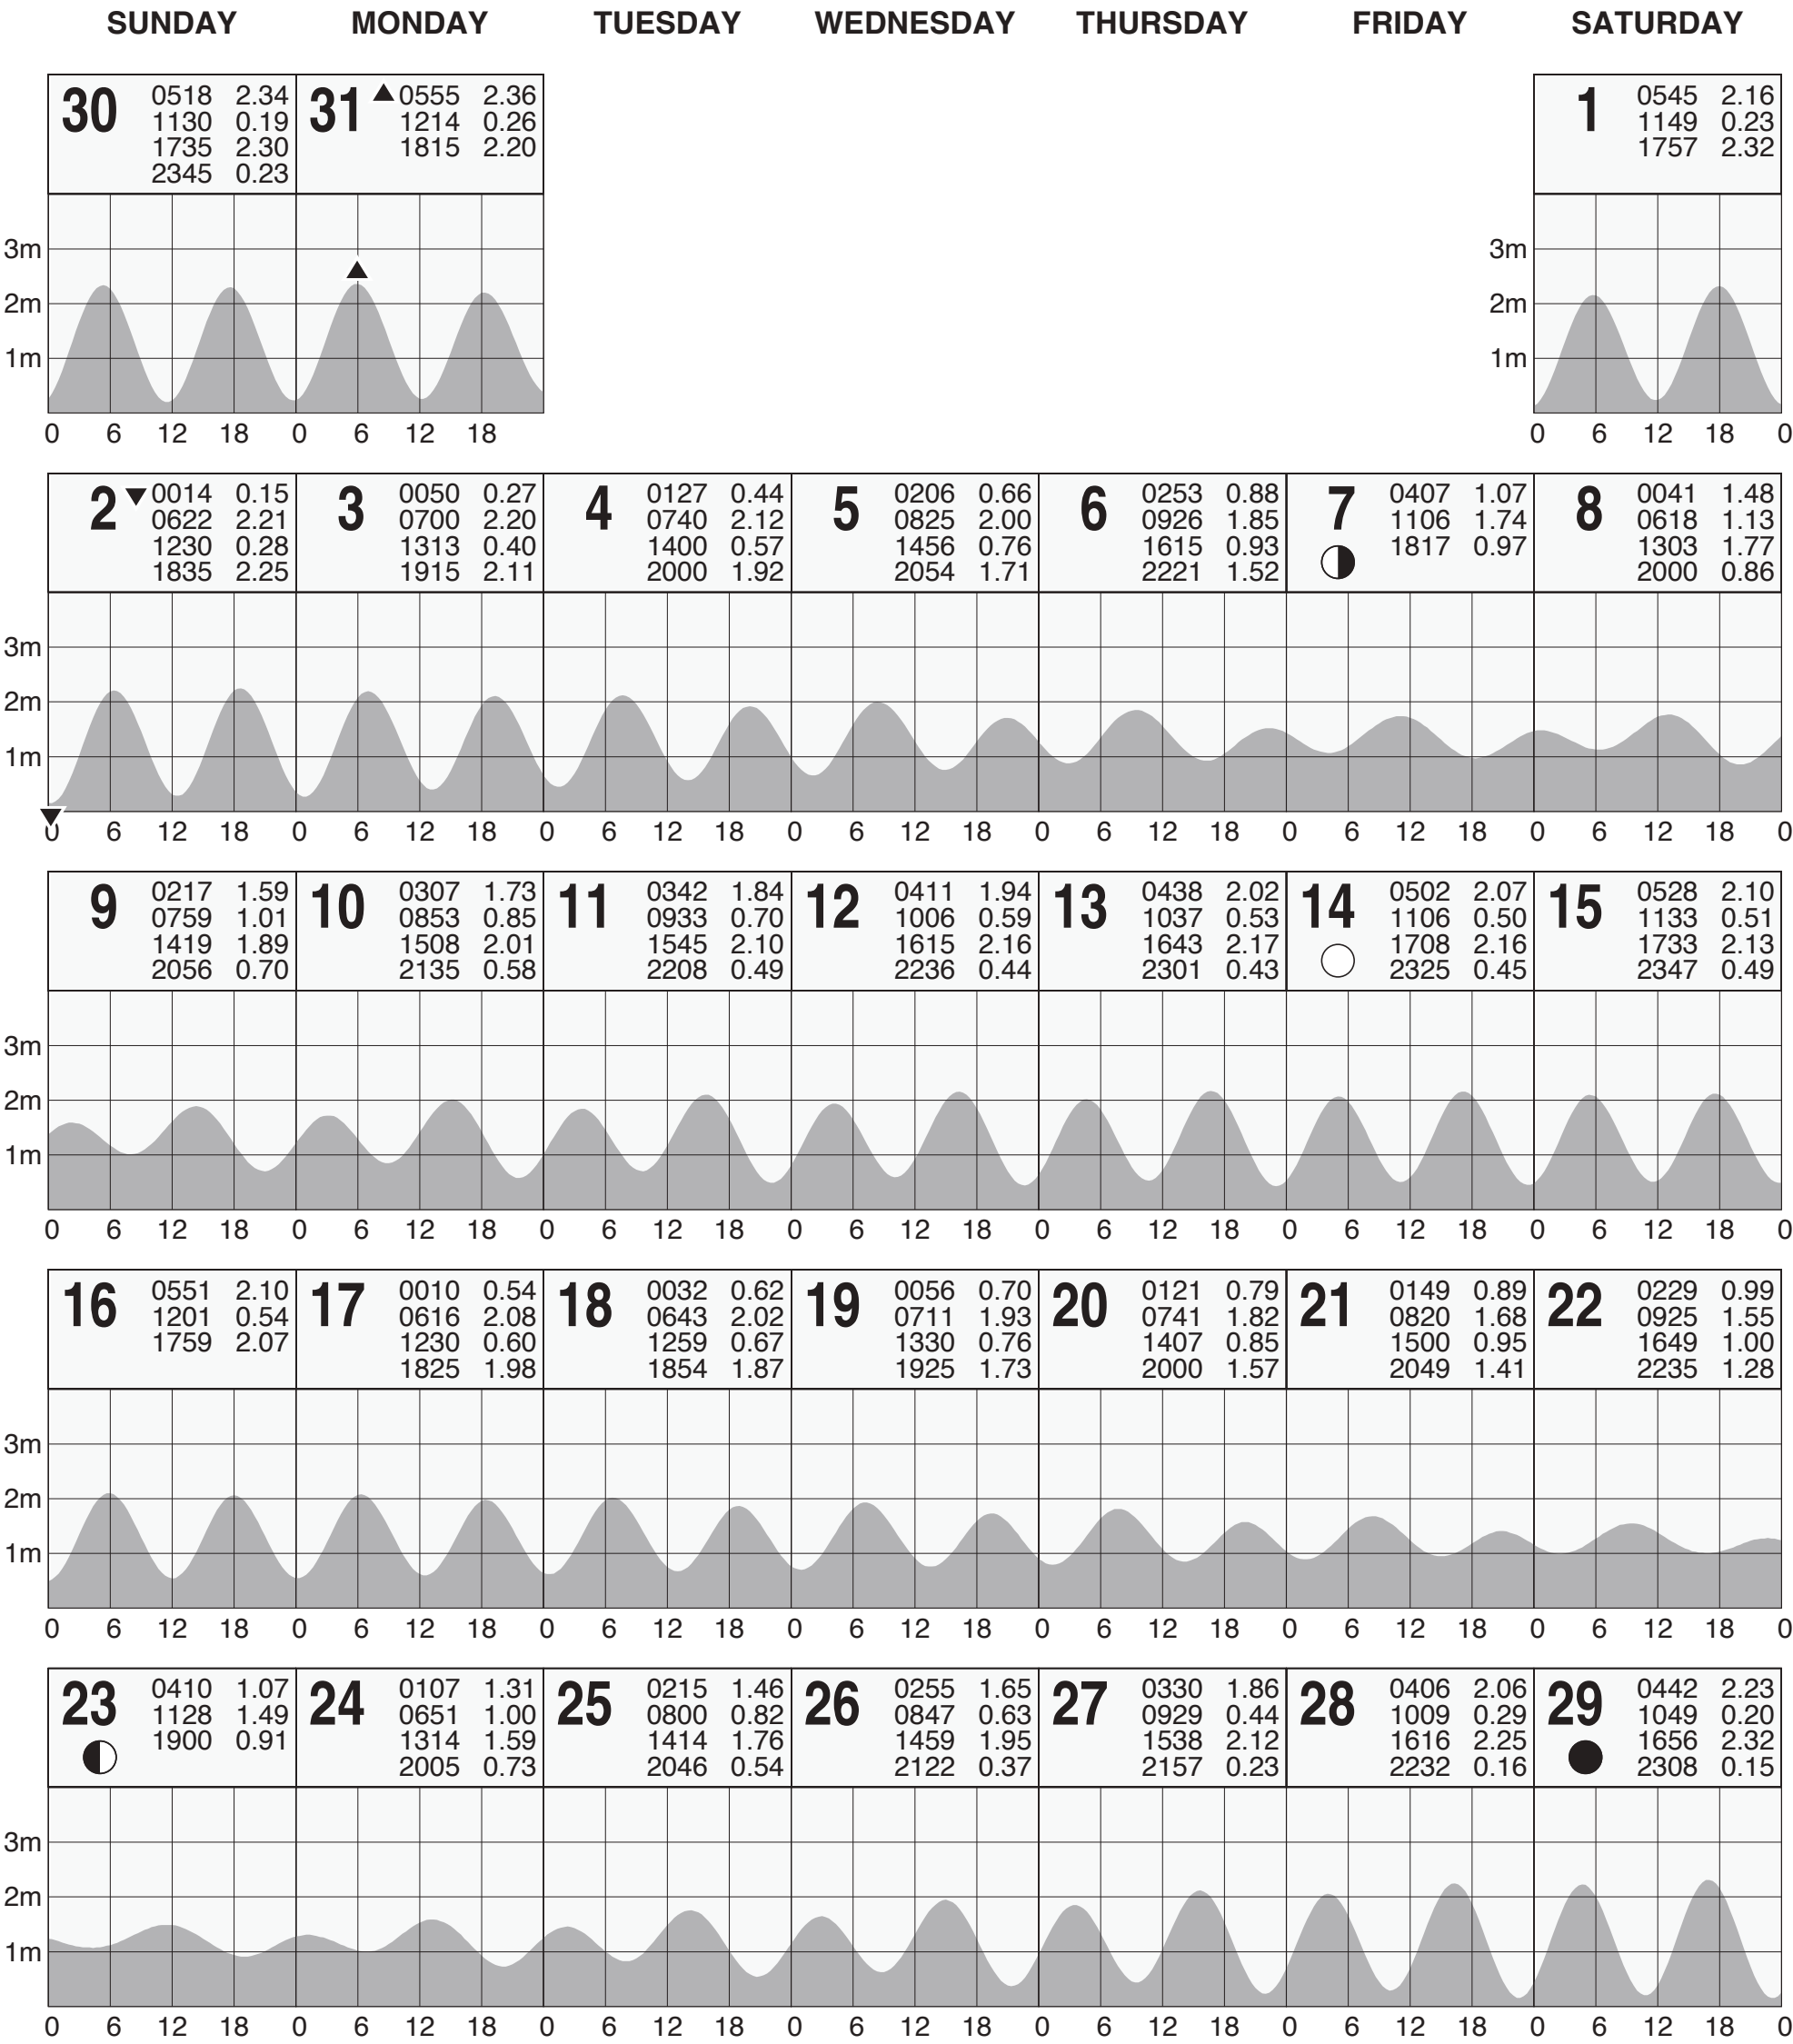 SUNDAY MONDAY TUESDAY WEDNESDAY THURSDAY FRIDAY SATURDAY
30 0518 2.34 31 ▲ 0555 2.36 1 0545 2.16
1130 0.19 1214 0.26 1149 0.23
1735 2.30 1815 2.20 1757 2.32
2345 0.23
3m 3m
2m 2m
1m 1m
0 6 12 18 0 6 12 18 0 6 12 18 0
2 ▼ 0014 0.15 3 0050 0.27 4 0127 0.44 5 0206 0.66 6 0253 0.88 7 0407 1.07 8 0041 1.48
0622 2.21 0700 2.20 0740 2.12 0825 2.00 0926 1.85 1106 1.74 0618 1.13
1230 0.28 1313 0.40 1400 0.57 1456 0.76 1615 0.93 1817 0.97 1303 1.77
1835 2.25 1915 2.11 2000 1.92 2054 1.71 2221 1.52 2000 0.86
3m
2m
1m
0 6 12 18 0 6 12 18 0 6 12 18 0 6 12 18 0 6 12 18 0 6 12 18 0 6 12 18 0
9 0217 1.59 10 0307 1.73 11 0342 1.84 12 0411 1.94 13 0438 2.02 14 0502 2.07 15 0528 2.10
0759 1.01 0853 0.85 0933 0.70 1006 0.59 1037 0.53 1106 0.50 1133 0.51
1419 1.89 1508 2.01 1545 2.10 1615 2.16 1643 2.17 1708 2.16 1733 2.13
2056 0.70 2135 0.58 2208 0.49 2236 0.44 2301 0.43 2325 0.45 2347 0.49
3m
2m
1m
0 6 12 18 0 6 12 18 0 6 12 18 0 6 12 18 0 6 12 18 0 6 12 18 0 6 12 18 0
16 0551 2.10 17 0010 0.54 18 0032 0.62 19 0056 0.70 20 0121 0.79 21 0149 0.89 22 0229 0.99
1201 0.54 0616 2.08 0643 2.02 0711 1.93 0741 1.82 0820 1.68 0925 1.55
1759 2.07 1230 0.60 1259 0.67 1330 0.76 1407 0.85 1500 0.95 1649 1.00
1825 1.98 1854 1.87 1925 1.73 2000 1.57 2049 1.41 2235 1.28
3m
2m
1m
0 6 12 18 0 6 12 18 0 6 12 18 0 6 12 18 0 6 12 18 0 6 12 18 0 6 12 18 0
23 0410 1.07 24 0107 1.31 25 0215 1.46 26 0255 1.65 27 0330 1.86 28 0406 2.06 29 0442 2.23
1128 1.49 0651 1.00 0800 0.82 0847 0.63 0929 0.44 1009 0.29 1049 0.20
1900 0.91 1314 1.59 1414 1.76 1459 1.95 1538 2.12 1616 2.25 1656 2.32
2005 0.73 2046 0.54 2122 0.37 2157 0.23 2232 0.16 2308 0.15
3m
2m
1m
0 6 12 18 0 6 12 18 0 6 12 18 0 6 12 18 0 6 12 18 0 6 12 18 0 6 12 18 0